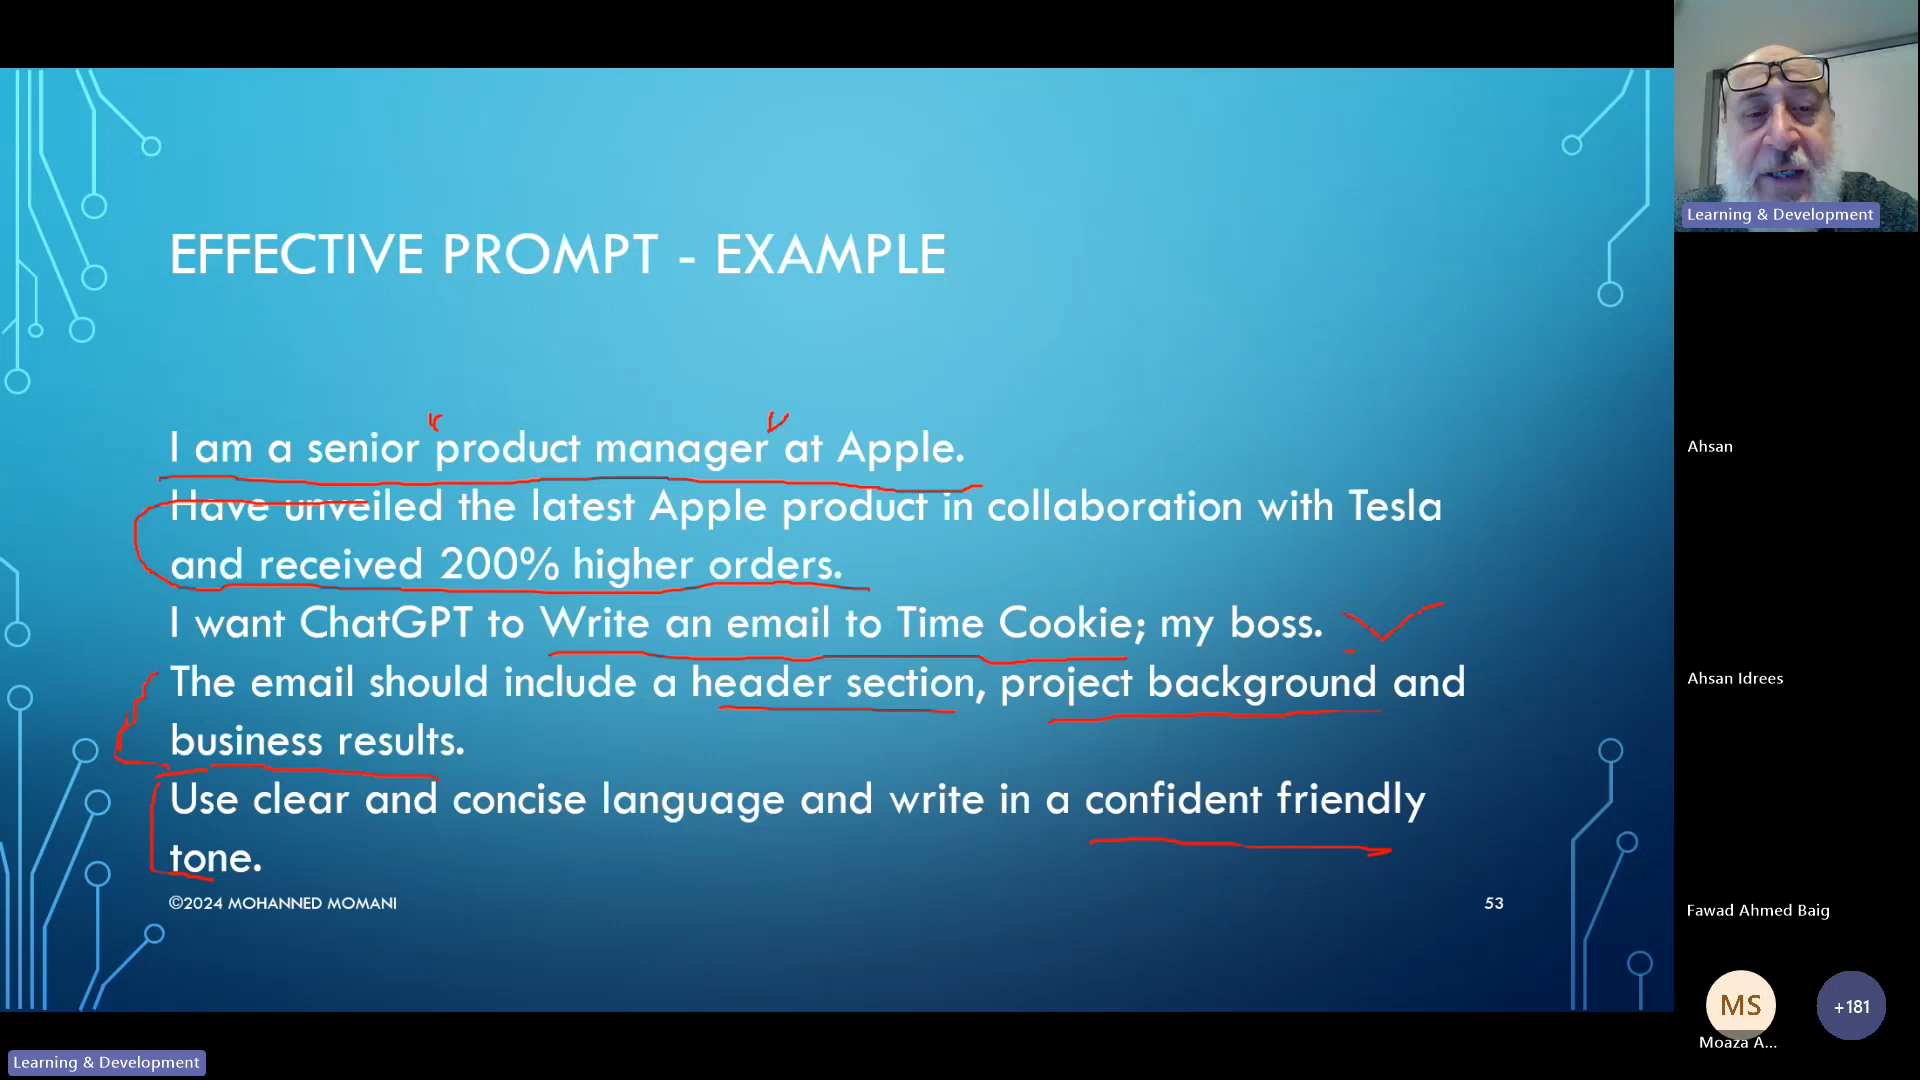 EFFECTIVE PROMPT - EXAMPLE
I am a senior product manager at Apple.
Have unveiled the latest Apple product in collaboration with Tesla
and received 200% higher orders.
I want ChatGPT to Write an email to Time Cookie; my boss.
The email should include a header section, project background and
business results.
Use clear and concise language and write in a confident friendly
tone.
©2024 MOHANNED MOMANI
53
Learning & Development
Ahsan
Ahsan Idrees
Fawad Ahmed Baig
MS
+181
Moaza A...
Learning & Development